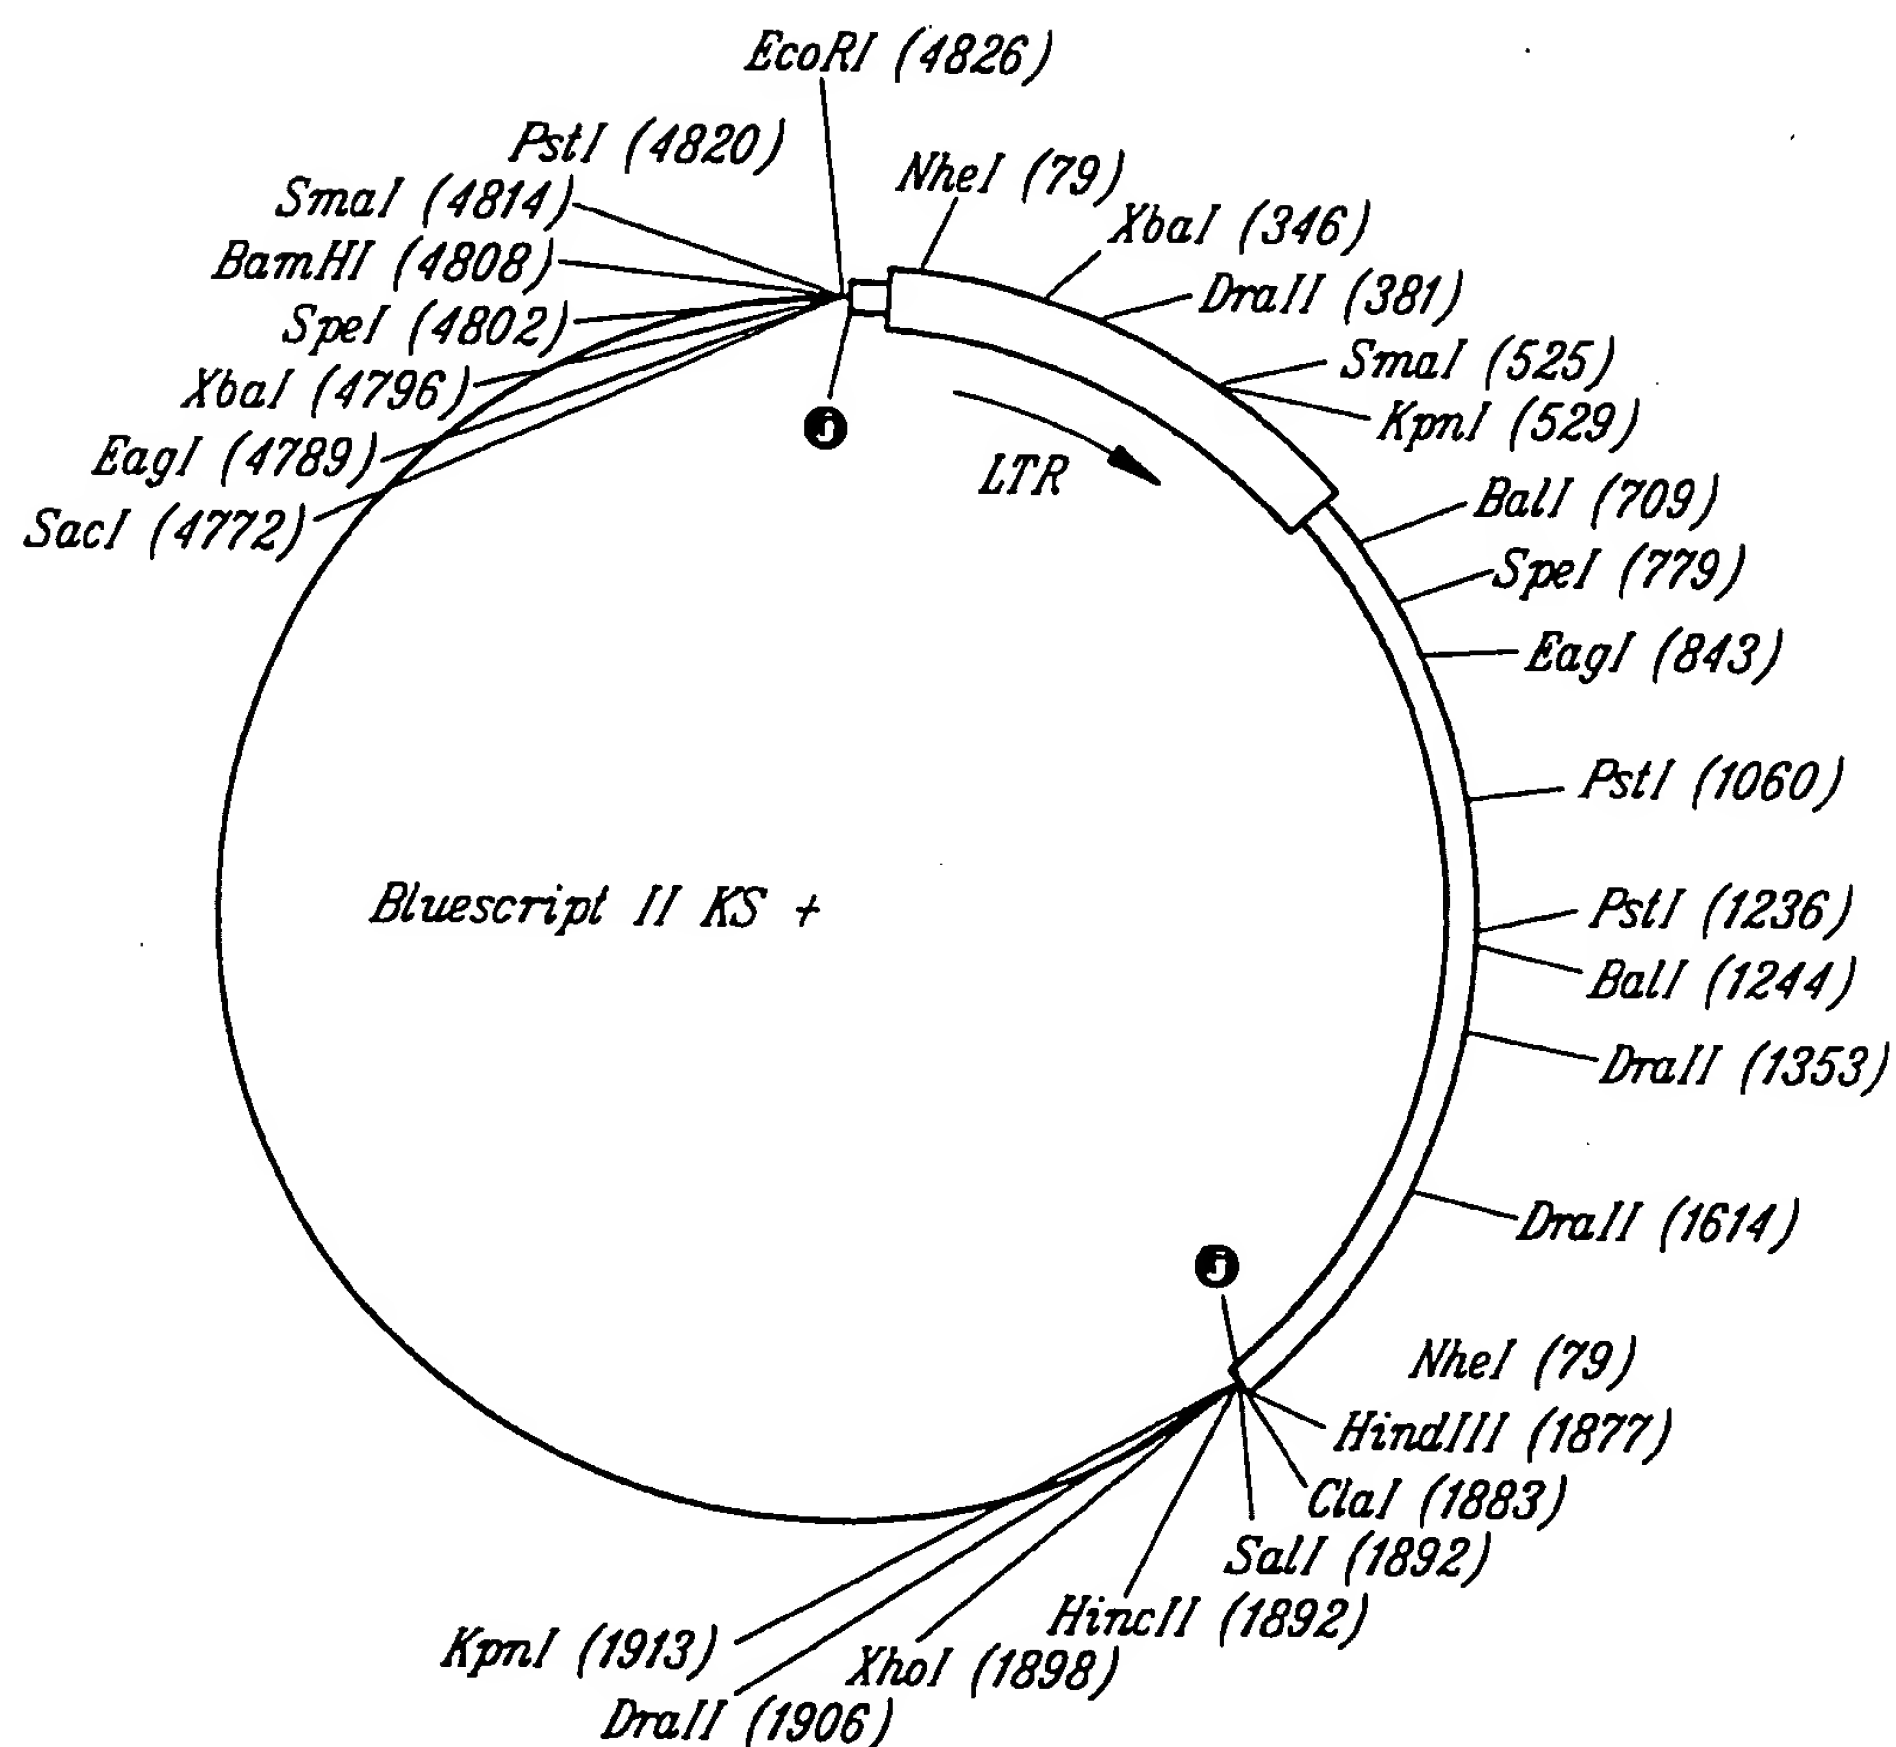 EcoRI (4826)
PstI (4820)
SmaI (4814)
BamHI (4808)
SpeI (4802)
XbaI (4796)
EagI (4789)
SacI (4772)
NheI (79)
XbaI (346)
DraII (381)
SmaI (525)
KpnI (529)
BalI (709)
SpeI (779)
EagI (843)
PstI (1060)
PstI (1236)
BalI (1244)
DraII (1353)
DraII (1614)
j
LTR
Bluescript II KS +
j
NheI (79)
HindIII (1877)
ClaI (1883)
SalI (1892)
HincII (1892)
XhoI (1898)
DraII (1906)
KpnI (1913)